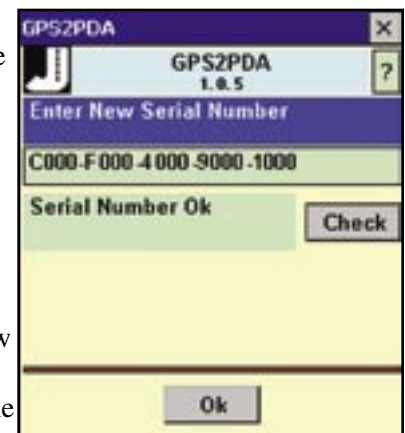 GPS2PDA ×
GPS2PDA
1.0.5
?
Enter New Serial Number
C000-F000-4000-9000-1000
Serial Number Ok
Check
Ok